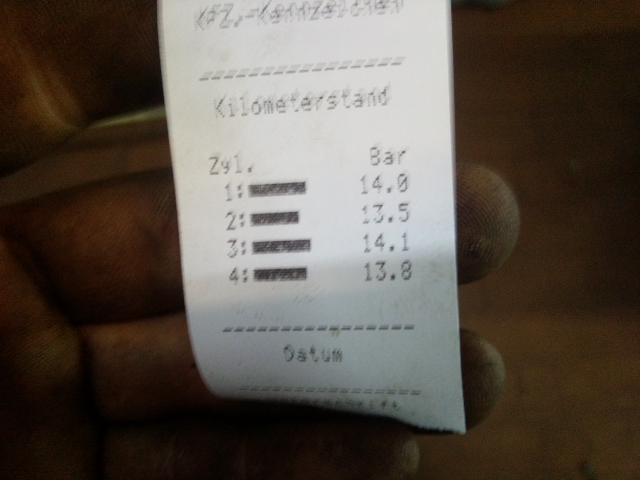 KFZ.-Kennzeichen
Kilometerstand
Zyl. Bar
1: 14.0
2: 13.5
3: 14.1
4: 13.8
Datum